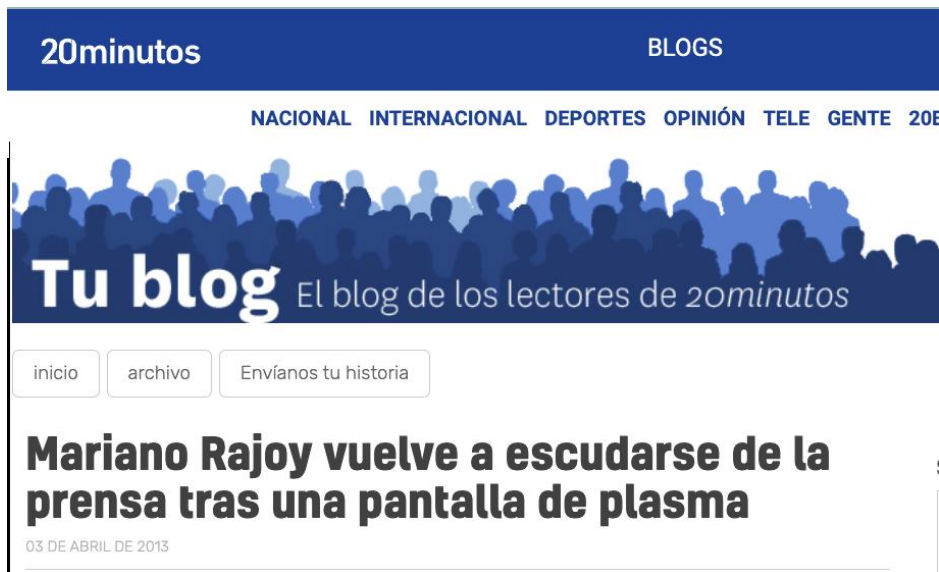 20minutos
BLOGS
NACIONAL INTERNACIONAL DEPORTES OPINIÓN TELE GENTE
Tu blog El blog de los lectores de 20minutos
inicio archivo Envíanos tu historia
Mariano Rajoy vuelve a escudarse de la
prensa tras una pantalla de plasma
03 DE ABRIL DE 2013